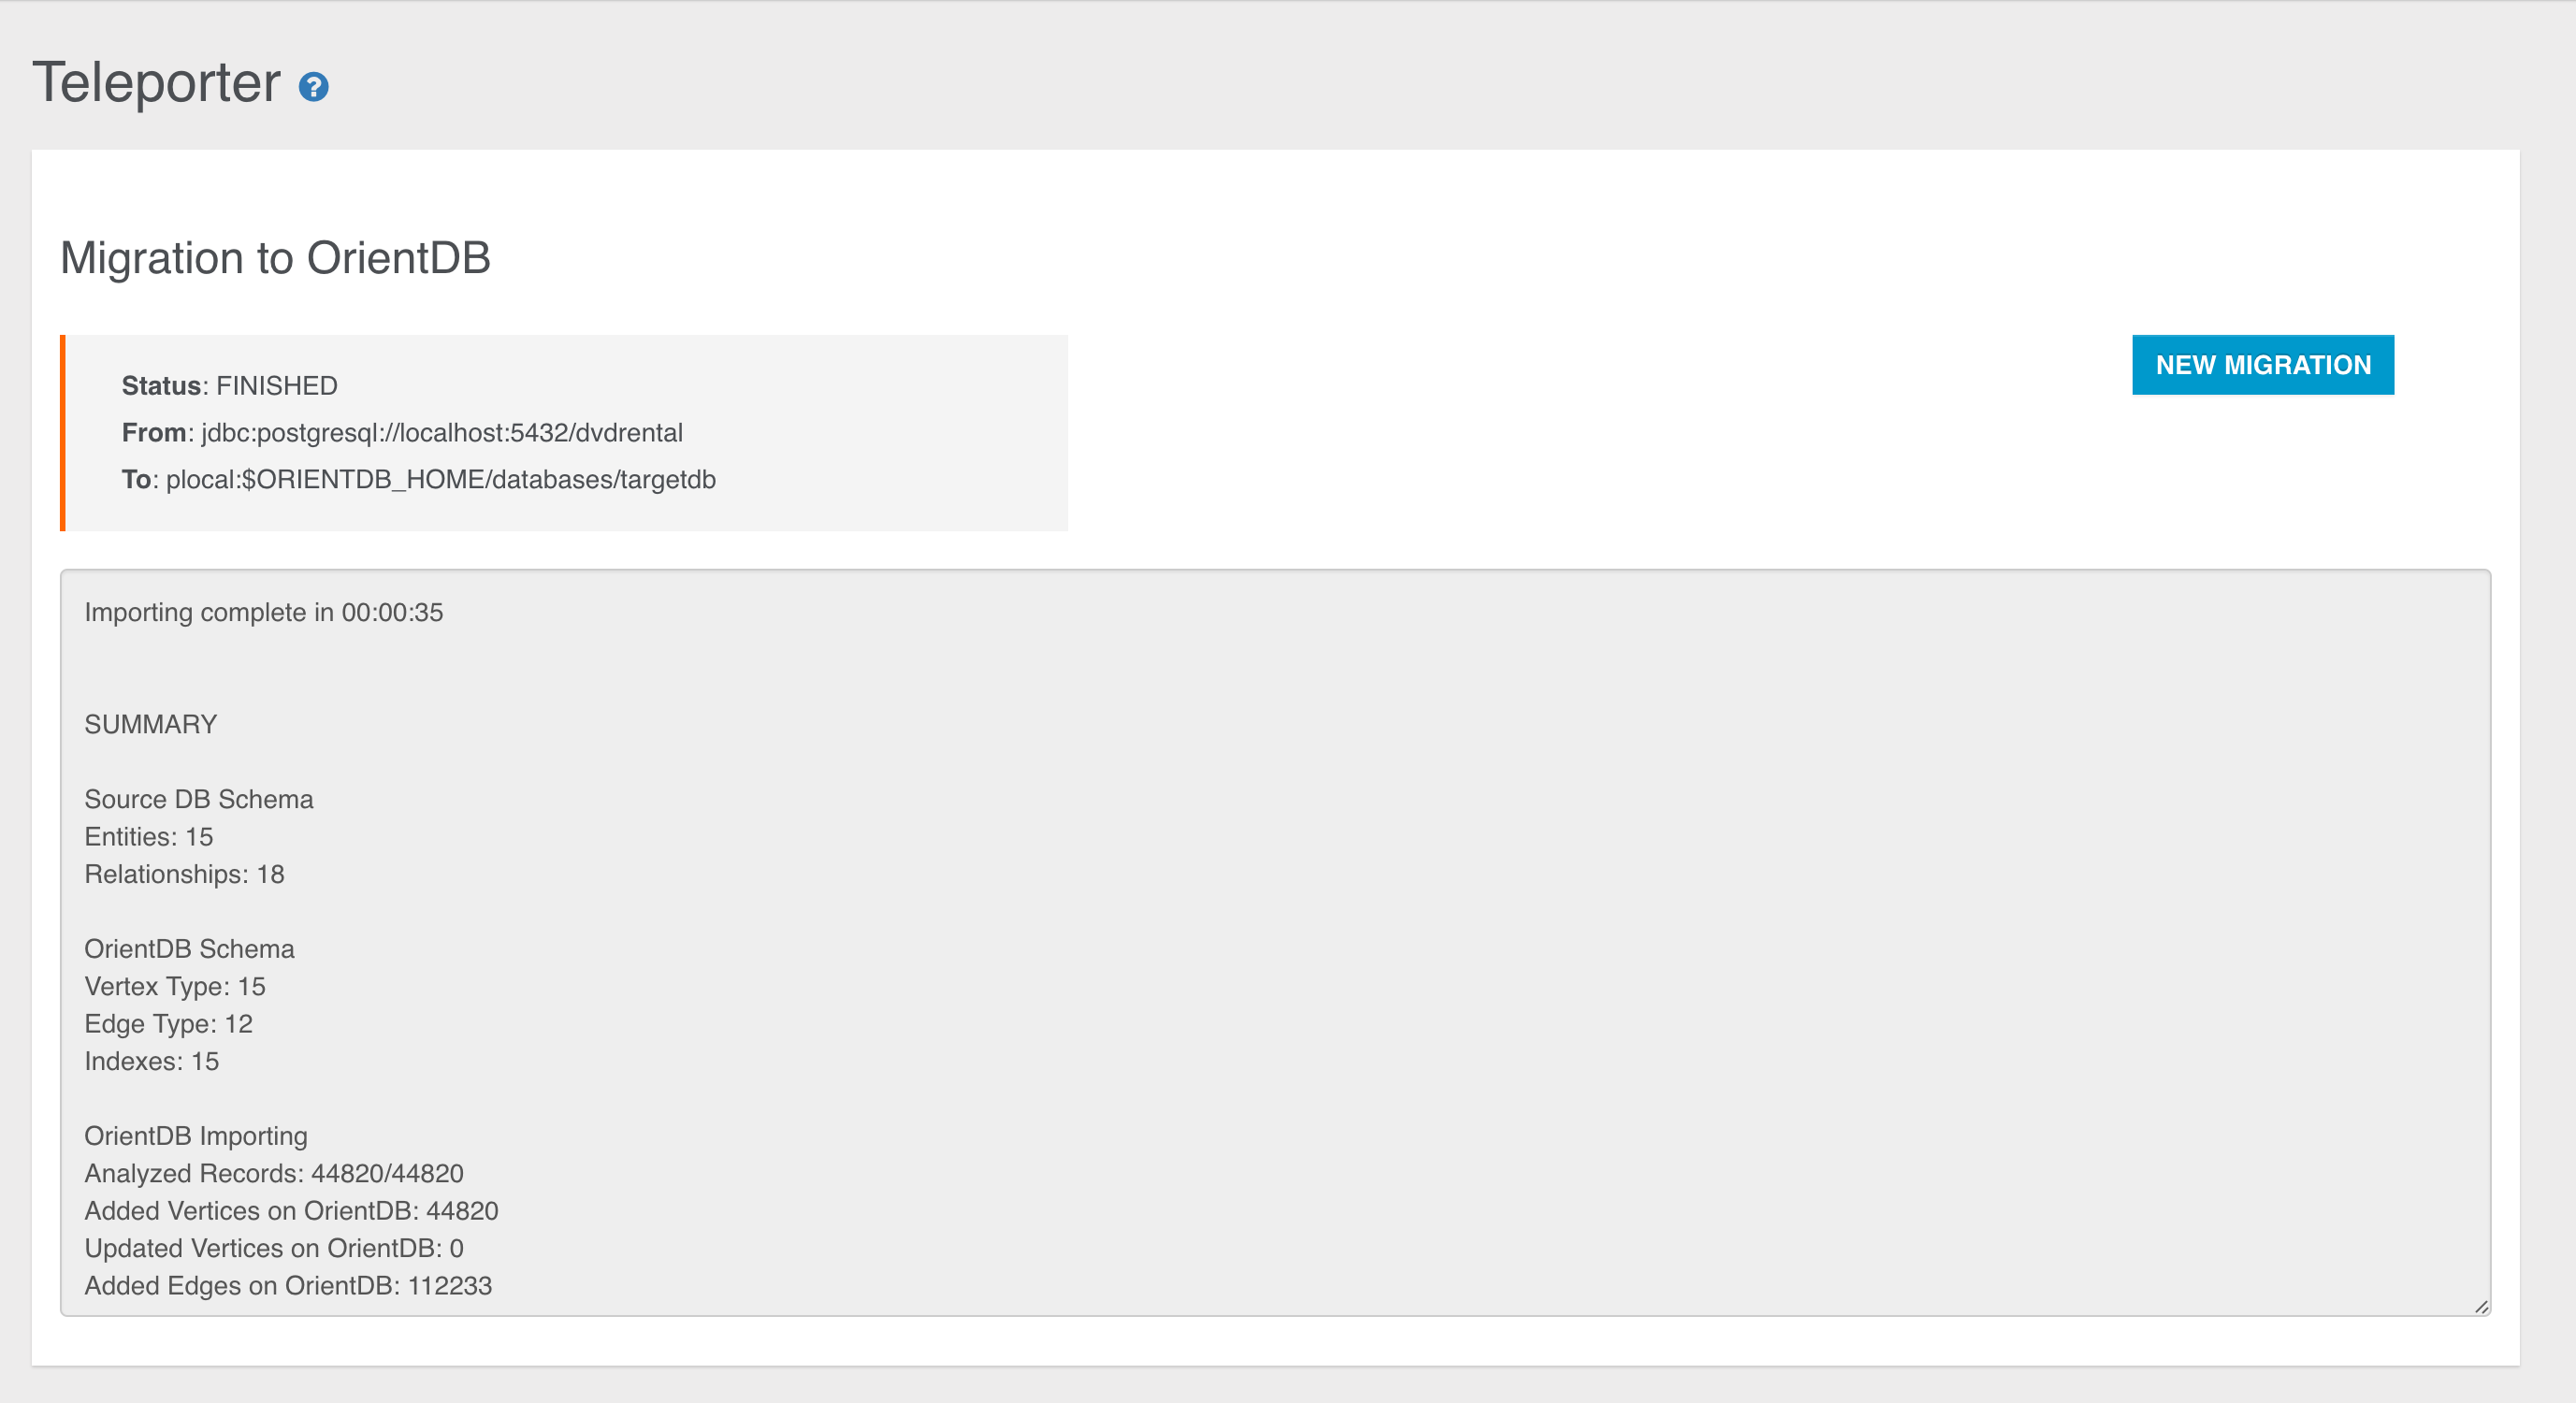 Teleporter ?
Migration to OrientDB
Status: FINISHED
From: jdbc:postgresql://localhost:5432/dvdrental
To: plocal:$ORIENTDB_HOME/databases/targetdb
NEW MIGRATION
Importing complete in 00:00:35
SUMMARY
Source DB Schema
Entities: 15
Relationships: 18
OrientDB Schema
Vertex Type: 15
Edge Type: 12
Indexes: 15
OrientDB Importing
Analyzed Records: 44820/44820
Added Vertices on OrientDB: 44820
Updated Vertices on OrientDB: 0
Added Edges on OrientDB: 112233